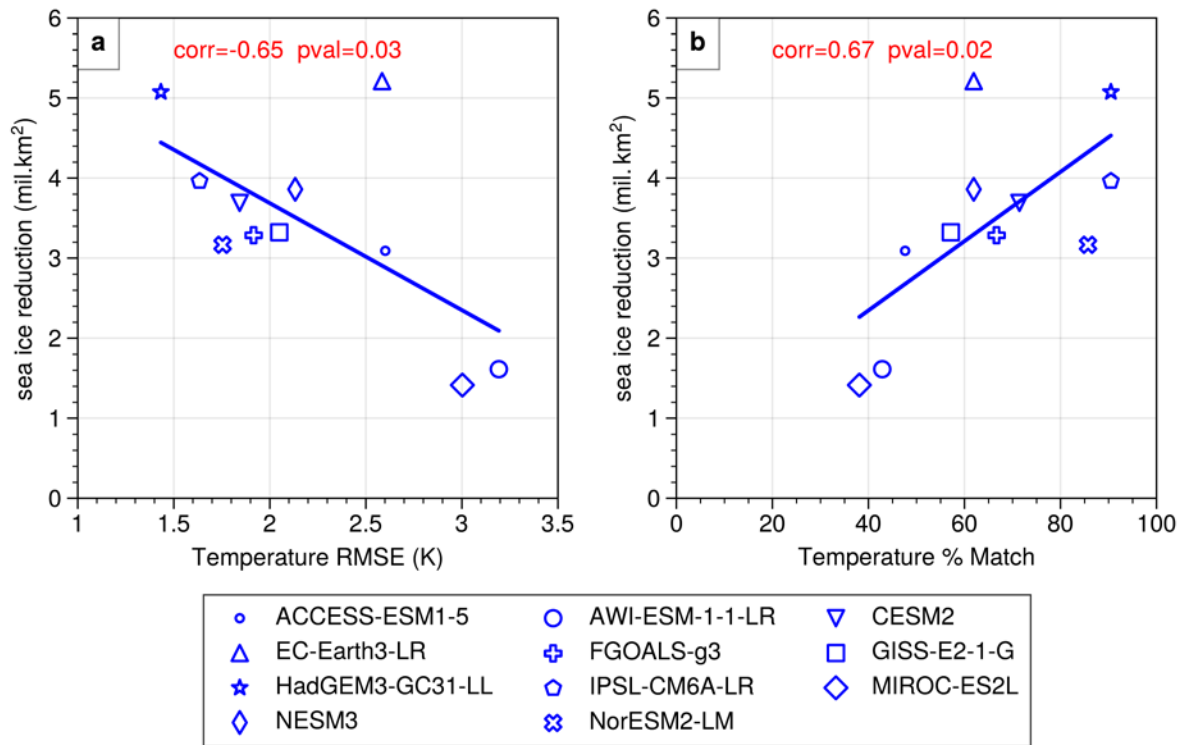 a
corr=-0.65 pval=0.03
sea ice reduction (mil.km²)
6
5
4
3
2
1
0
1
1.5
2
2.5
3
3.5
Temperature RMSE (K)
b
corr=0.67 pval=0.02
sea ice reduction (mil. km²)
6
5
4
3
2
1
0
0
20
40
60
80
100
Temperature % Match
ACCESS-ESM1-5
AWI-ESM-1-1-LR
CESM2
EC-Earth3-LR
FGOALS-g3
GISS-E2-1-G
HadGEM3-GC31-LL
IPSL-CM6A-LR
MIROC-ES2L
NESM3
NorESM2-LM